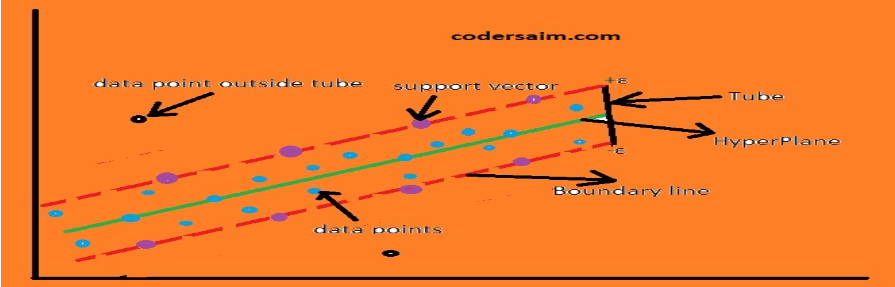 codersaim.com
+ε
data point outside tube
support vector
Tube
HyperPlane
-ε
Boundary line
data points